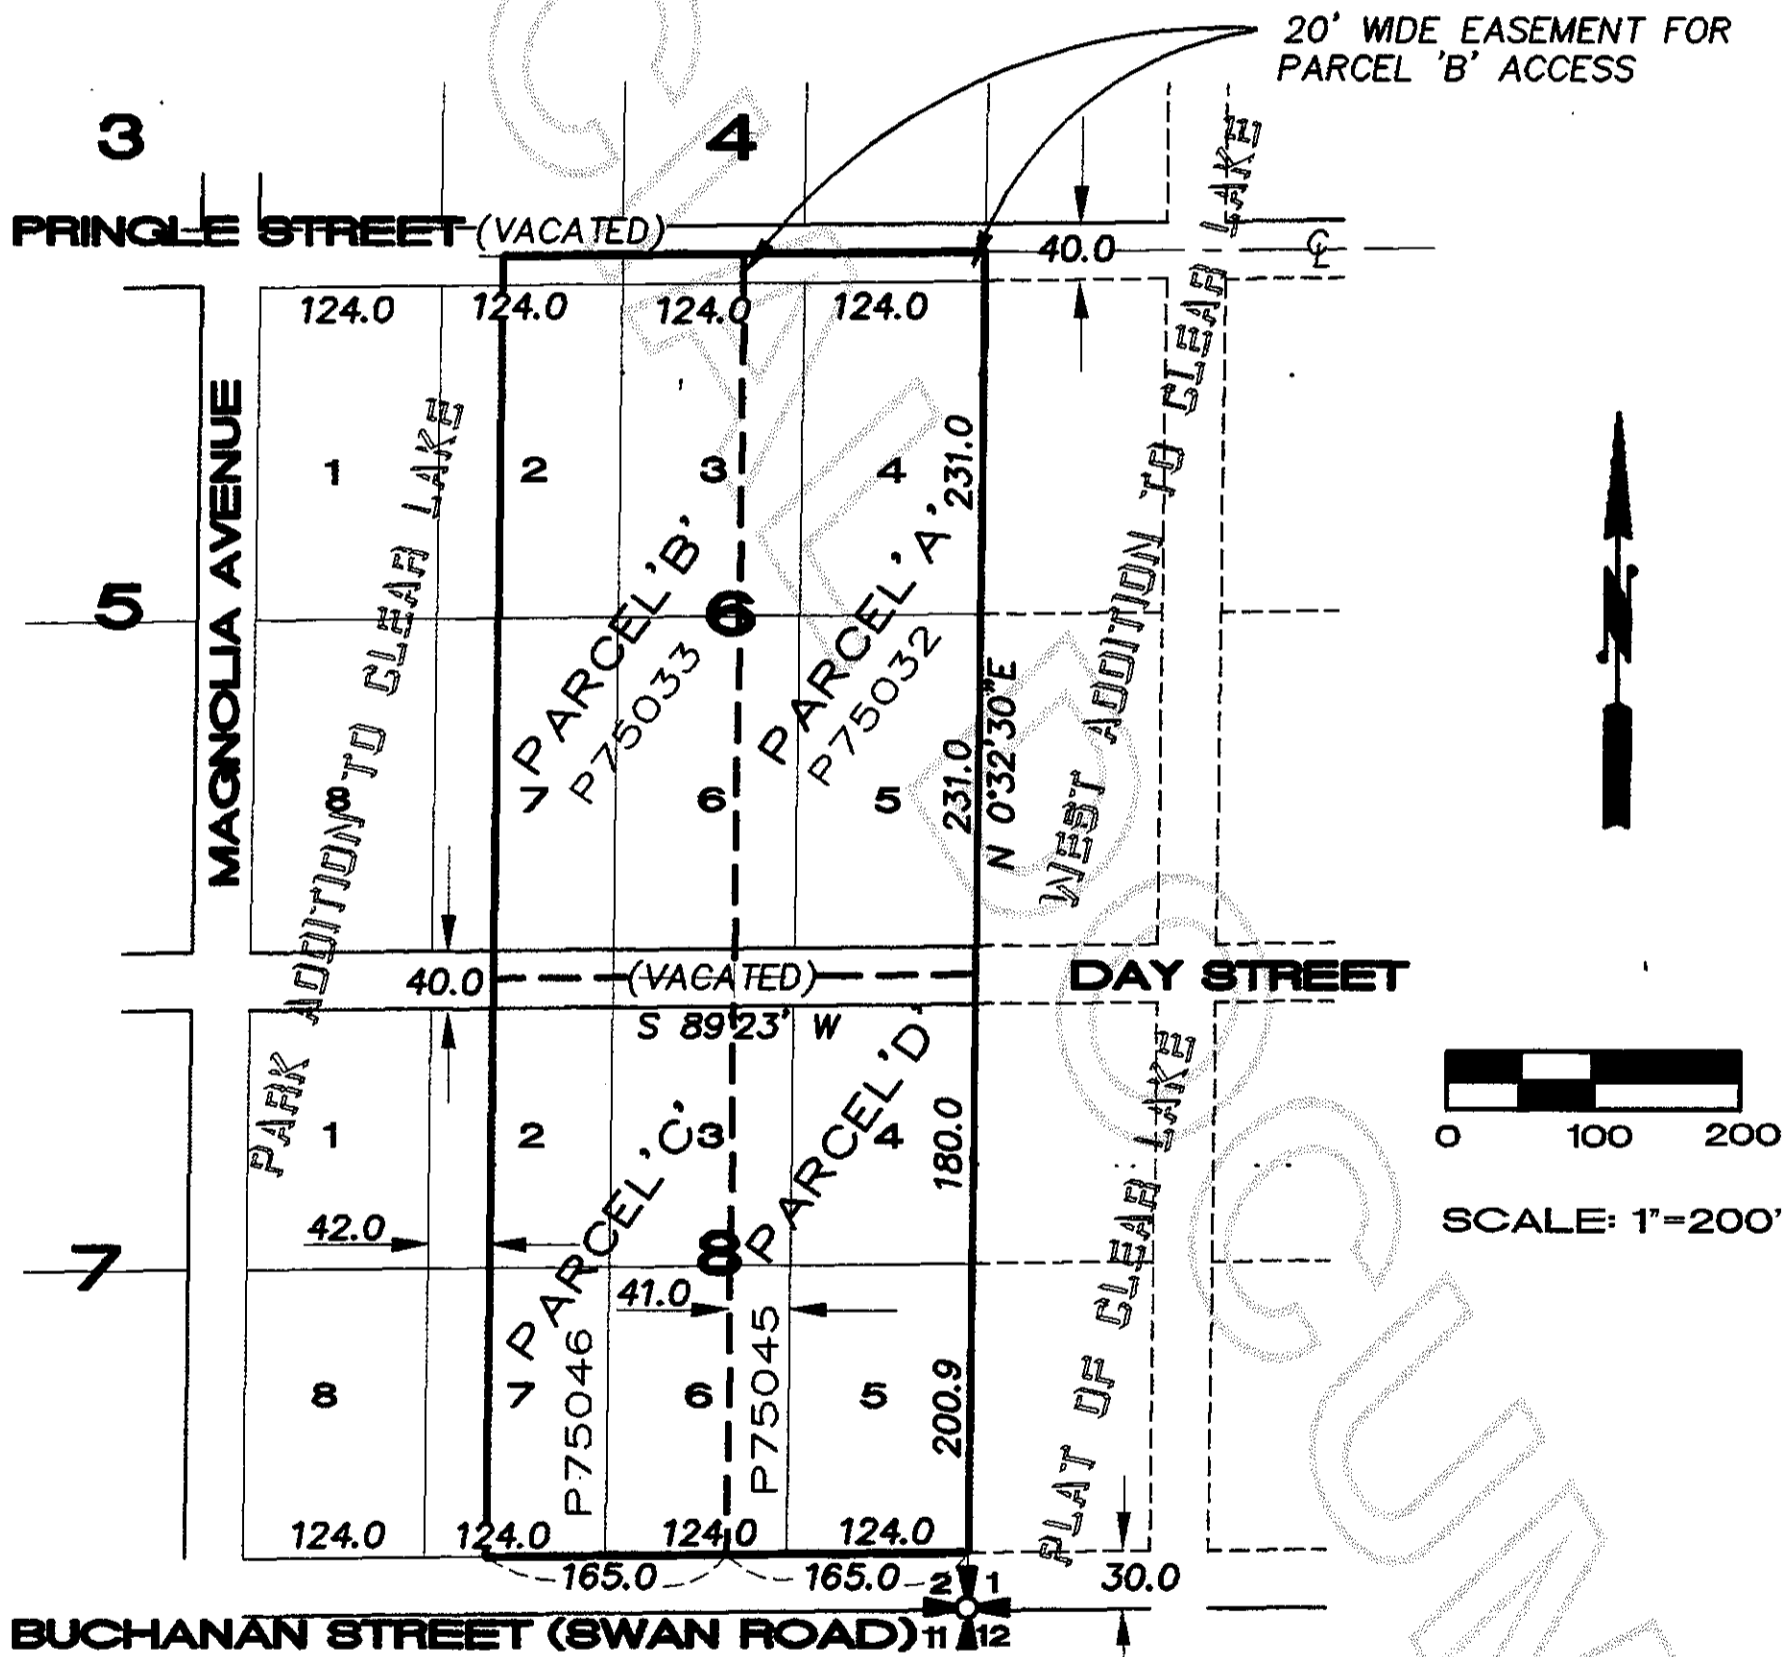 20' WIDE EASEMENT FOR
PARCEL 'B' ACCESS
3
4
PRINGLE STREET (VACATED)
40.0
℄
124.0
124.0
124.0
124.0
MAGNOLIA AVENUE
PARK ADDITION TO CLEAR LAKE
WEST ADDITION TO CLEAR LAKE
1
2
3
4
231.0
5
6
PARCEL 'B'
P75033
PARCEL 'A'
P75032
N 0°32'30"E
231.0
8
7
6
5
N
40.0
(VACATED)
DAY STREET
S 89°23' W
1
2
3
4
PARCEL 'C'
P75046
PARCEL 'D'
P75045
180.0
42.0
7
8
41.0
8
7
6
5
200.9
PLAT OF CLEAR LAKE
0 100 200
SCALE: 1"=200'
124.0
124.0
124.0
124.0
165.0
165.0
2 1
30.0
BUCHANAN STREET (SWAN ROAD)
11 12